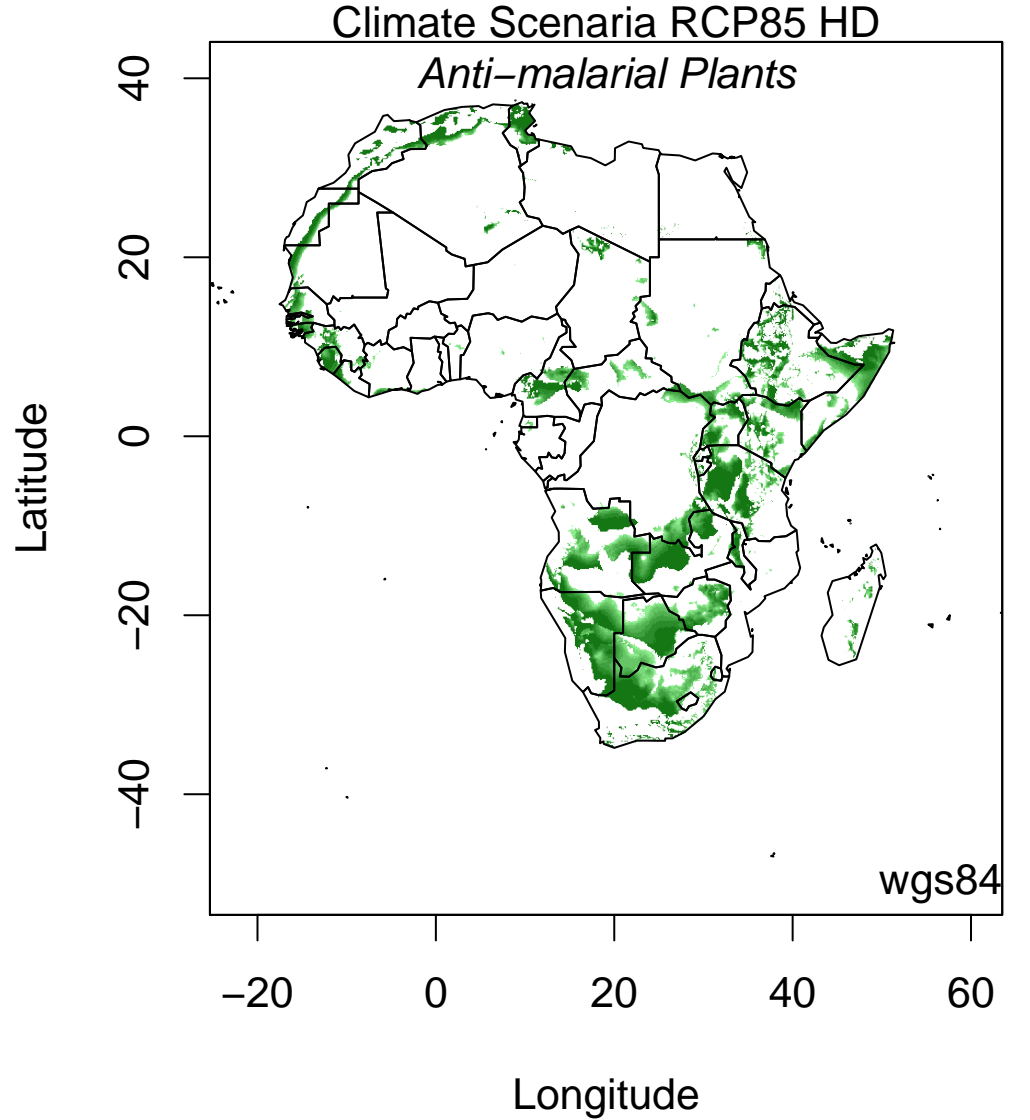 Climate Scenaria RCP85 HD
Anti−malarial Plants
40
20
0
−20
−40
Latitude
wgs84
−20 0 20 40 60
Longitude